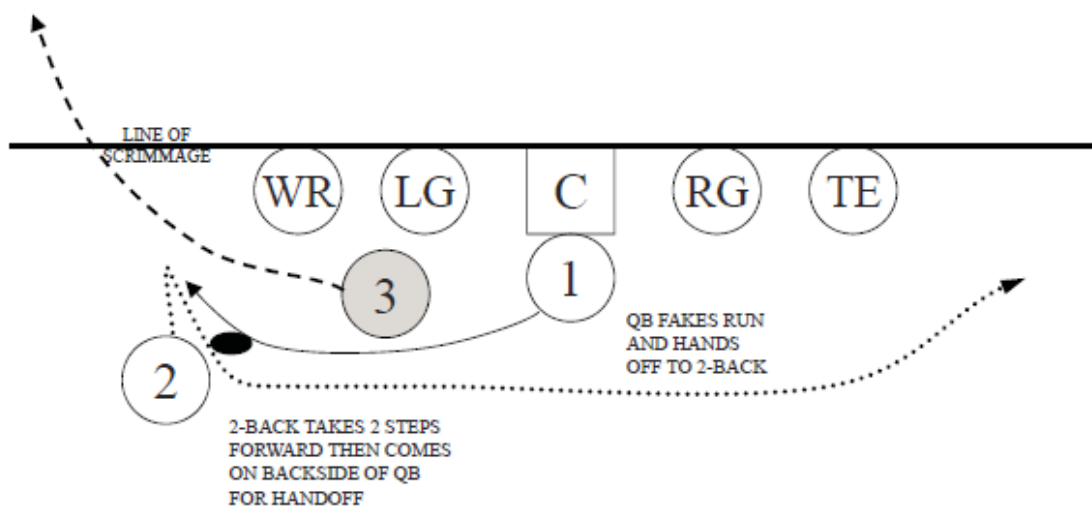 LINE OF
SCRIMMAGE
WR LG C RG TE
3 1
2
QB FAKES RUN
AND HANDS
OFF TO 2-BACK
2-BACK TAKES 2 STEPS
FORWARD THEN COMES
ON BACKSIDE OF QB
FOR HANDOFF